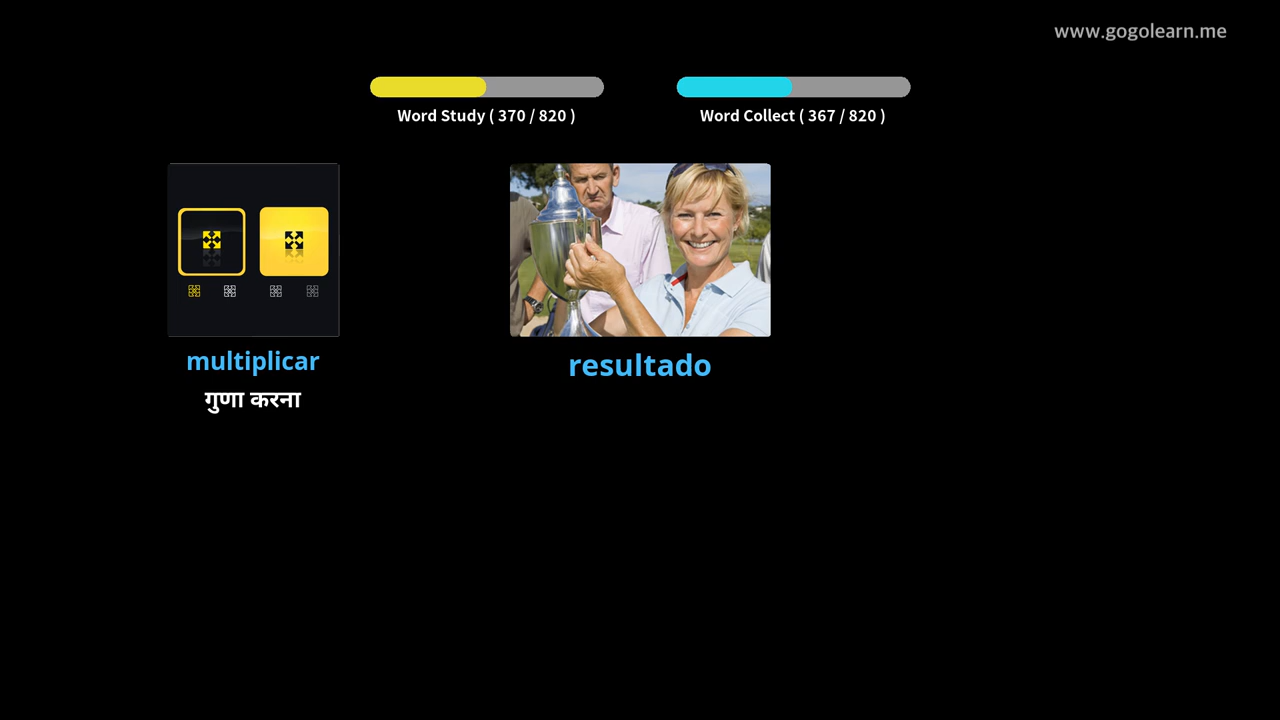 www.gogolearn.me
Word Study ( 370 / 820 )
Word Collect ( 367 / 820 )
multiplicar
गुणा करना
resultado